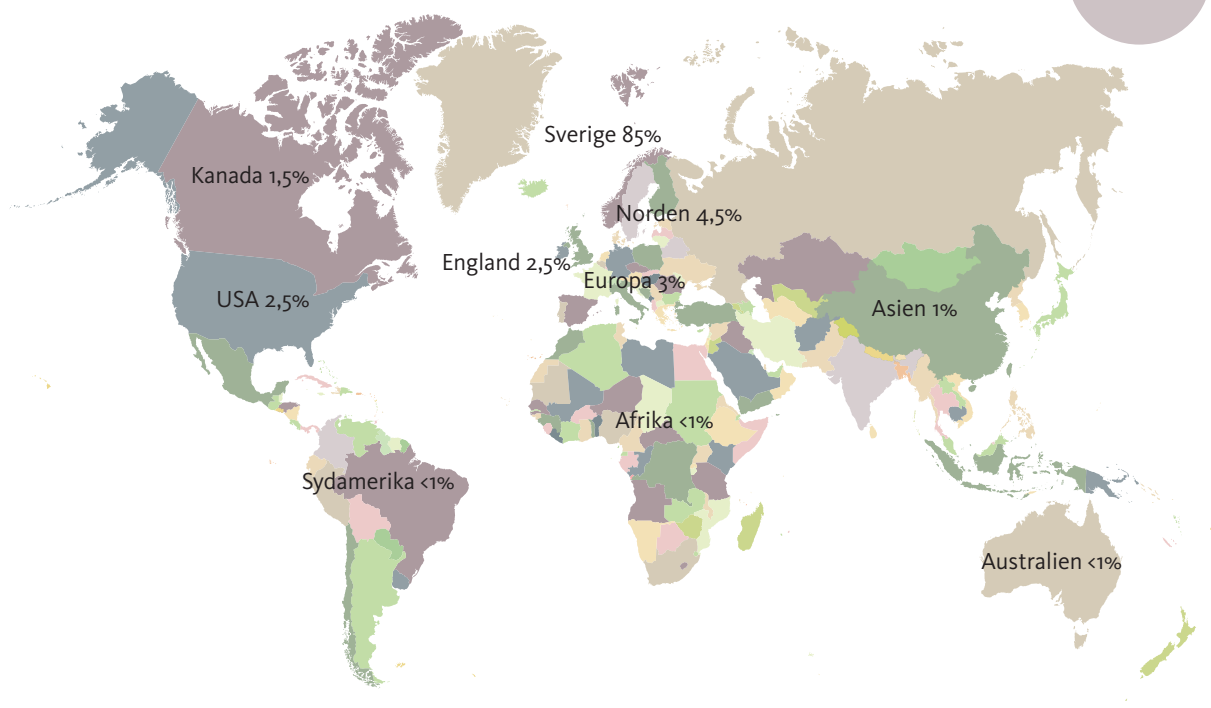 Sverige 85%
Kanada 1,5%
Norden 4,5%
England 2,5%
Europa 3%
USA 2,5%
Asien 1%
Afrika <1%
Sydamerika <1%
Australien <1%